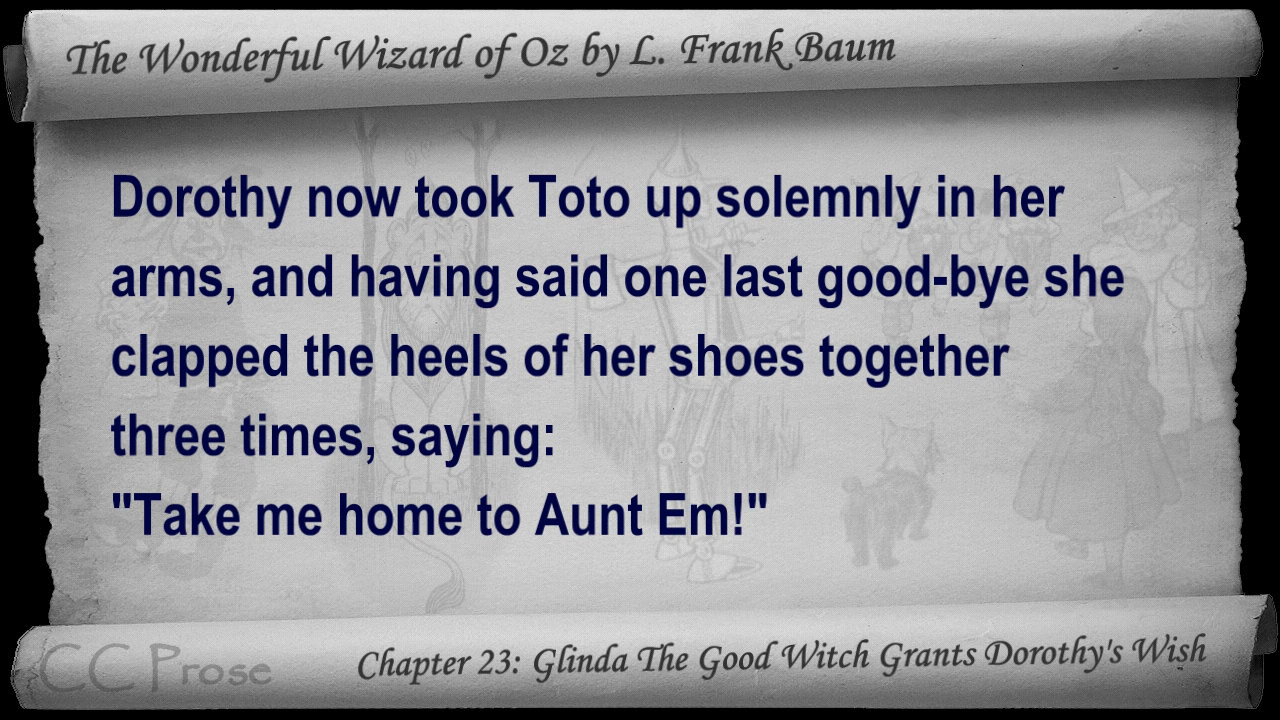 The Wonderful Wizard of Oz by L. Frank Baum
Dorothy now took Toto up solemnly in her
arms, and having said one last good-bye she
clapped the heels of her shoes together
three times, saying:
"Take me home to Aunt Em!"
CC Prose
Chapter 23: Glinda The Good Witch Grants Dorothy's Wish